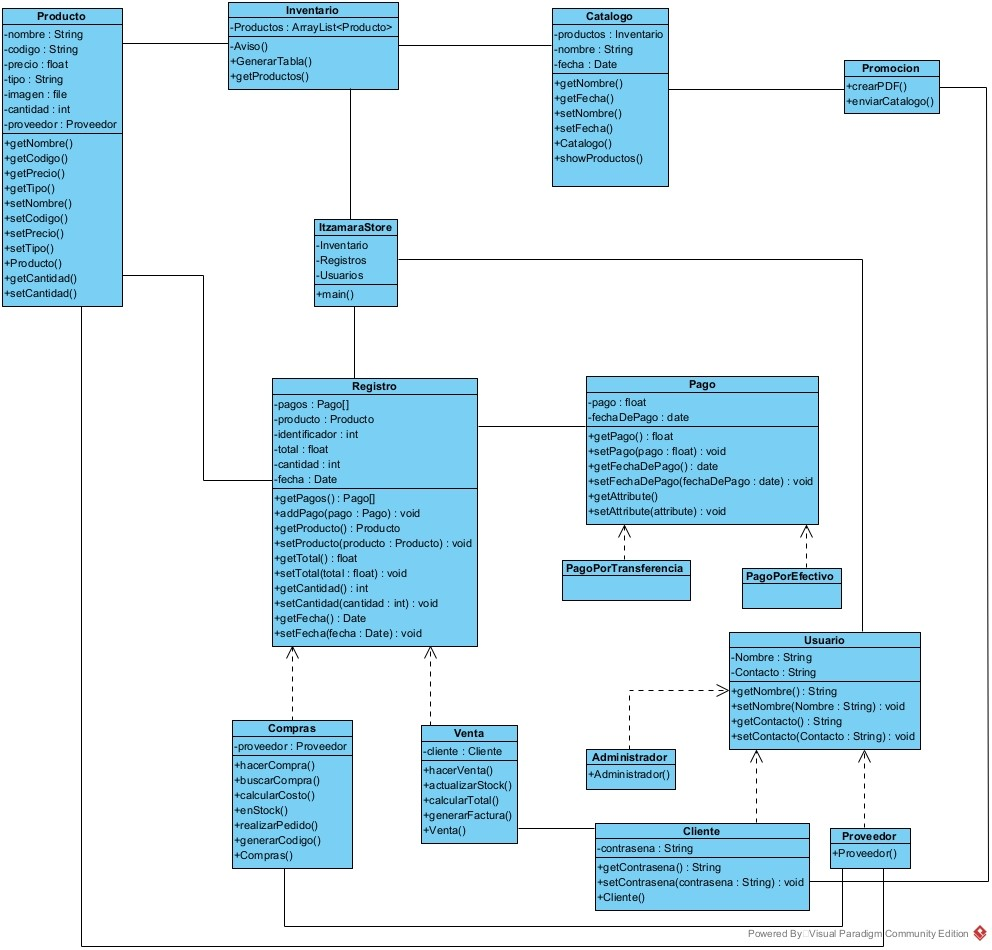 Producto
-nombre : String
-codigo : String
-precio : float
-tipo : String
-imagen : file
-cantidad : int
-proveedor : Proveedor
+getNombre()
+getCodigo()
+getPrecio()
+getTipo()
+setNombre()
+setCodigo()
+setPrecio()
+setTipo()
+Producto()
+getCantidad()
+setCantidad()
Inventario
-Productos : ArrayList<Producto>
-Aviso()
+GenerarTabla()
+getProductos()
Catalogo
-productos : Inventario
-nombre : String
-fecha : Date
+getNombre()
+getFecha()
+setNombre()
+setFecha()
+Catalogo()
+showProductos()
Promocion
+crearPDF()
+enviarCatalogo()
ItzamaraStore
-Inventario
-Registros
-Usuarios
+main()
Registro
-pagos : Pago[]
-producto : Producto
-identificador : int
-total : float
-cantidad : int
-fecha : Date
+getPagos() : Pago[]
+addPago(pago : Pago) : void
+getProducto() : Producto
+setProducto(producto : Producto) : void
+getTotal() : float
+setTotal(total : float) : void
+getCantidad() : int
+setCantidad(cantidad : int) : void
+getFecha() : Date
+setFecha(fecha : Date) : void
Pago
-pago : float
-fechaDePago : date
+getPago() : float
+setPago(pago : float) : void
+getFechaDePago() : date
+setFechaDePago(fechaDePago : date) : void
+getAttribute()
+setAttribute(attribute) : void
PagoPorTransferencia
PagoPorEfectivo
Usuario
-Nombre : String
-Contacto : String
+getNombre() : String
+setNombre(Nombre : String) : void
+getContacto() : String
+setContacto(Contacto : String) : void
Compras
-proveedor : Proveedor
+hacerCompra()
+buscarCompra()
+calcularCosto()
+enStock()
+realizarPedido()
+generarCodigo()
+Compras()
Venta
-cliente : Cliente
+hacerVenta()
+actualizarStock()
+calcularTotal()
+generarFactura()
+Venta()
Administrador
+Administrador()
Cliente
-contrasena : String
+getContrasena() : String
+setContrasena(contrasena : String) : void
+Cliente()
Proveedor
+Proveedor()
Powered By Visual Paradigm Community Edition